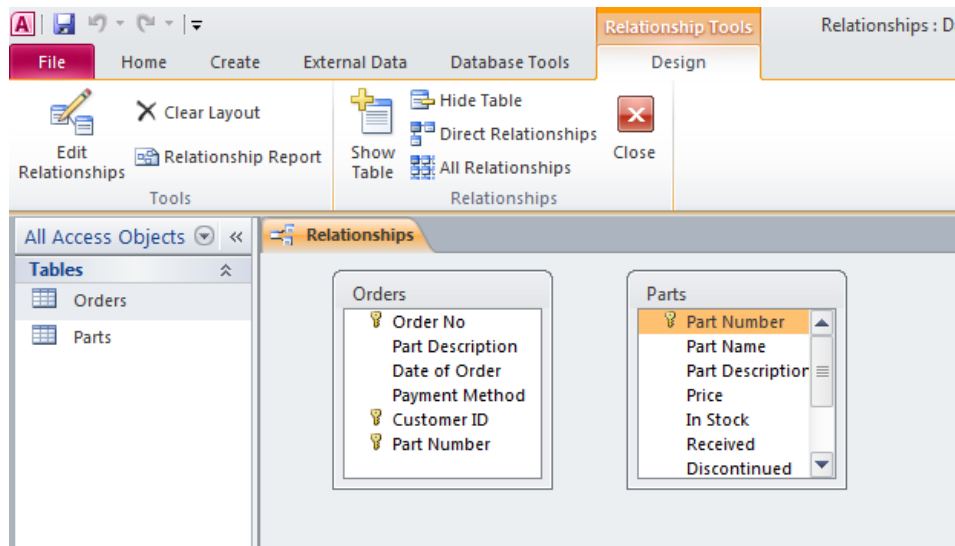 A
Relationship Tools
Relationships : D
File Home Create External Data Database Tools Design
Edit Relationships
Clear Layout
Relationship Report
Tools
Show Table
Hide Table
Direct Relationships
All Relationships
Relationships
Close
All Access Objects
Tables
Orders
Parts
Relationships
Orders
Order No
Part Description
Date of Order
Payment Method
Customer ID
Part Number
Parts
Part Number
Part Name
Part Description
Price
In Stock
Received
Discontinued